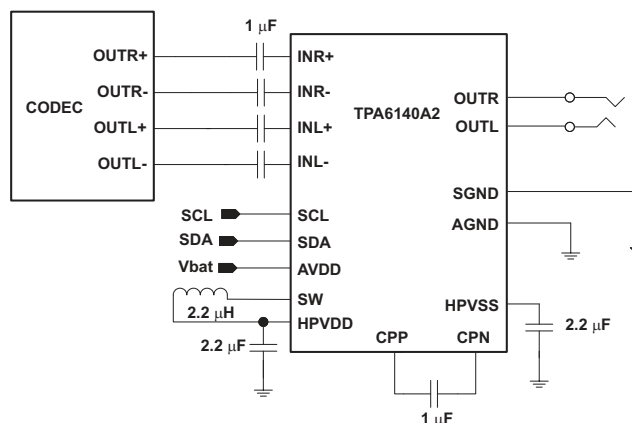 1 μF
OUTR+
INR+
OUTR-
INR-
CODEC
TPA6140A2
OUTR
OUTL+
INL+
OUTL
OUTL-
INL-
SGND
SCL
SCL
AGND
SDA
SDA
Vbat
AVDD
SW
2.2 μH
HPVDD
HPVSS
2.2 μF
2.2 μF
CPP
CPN
1 μF